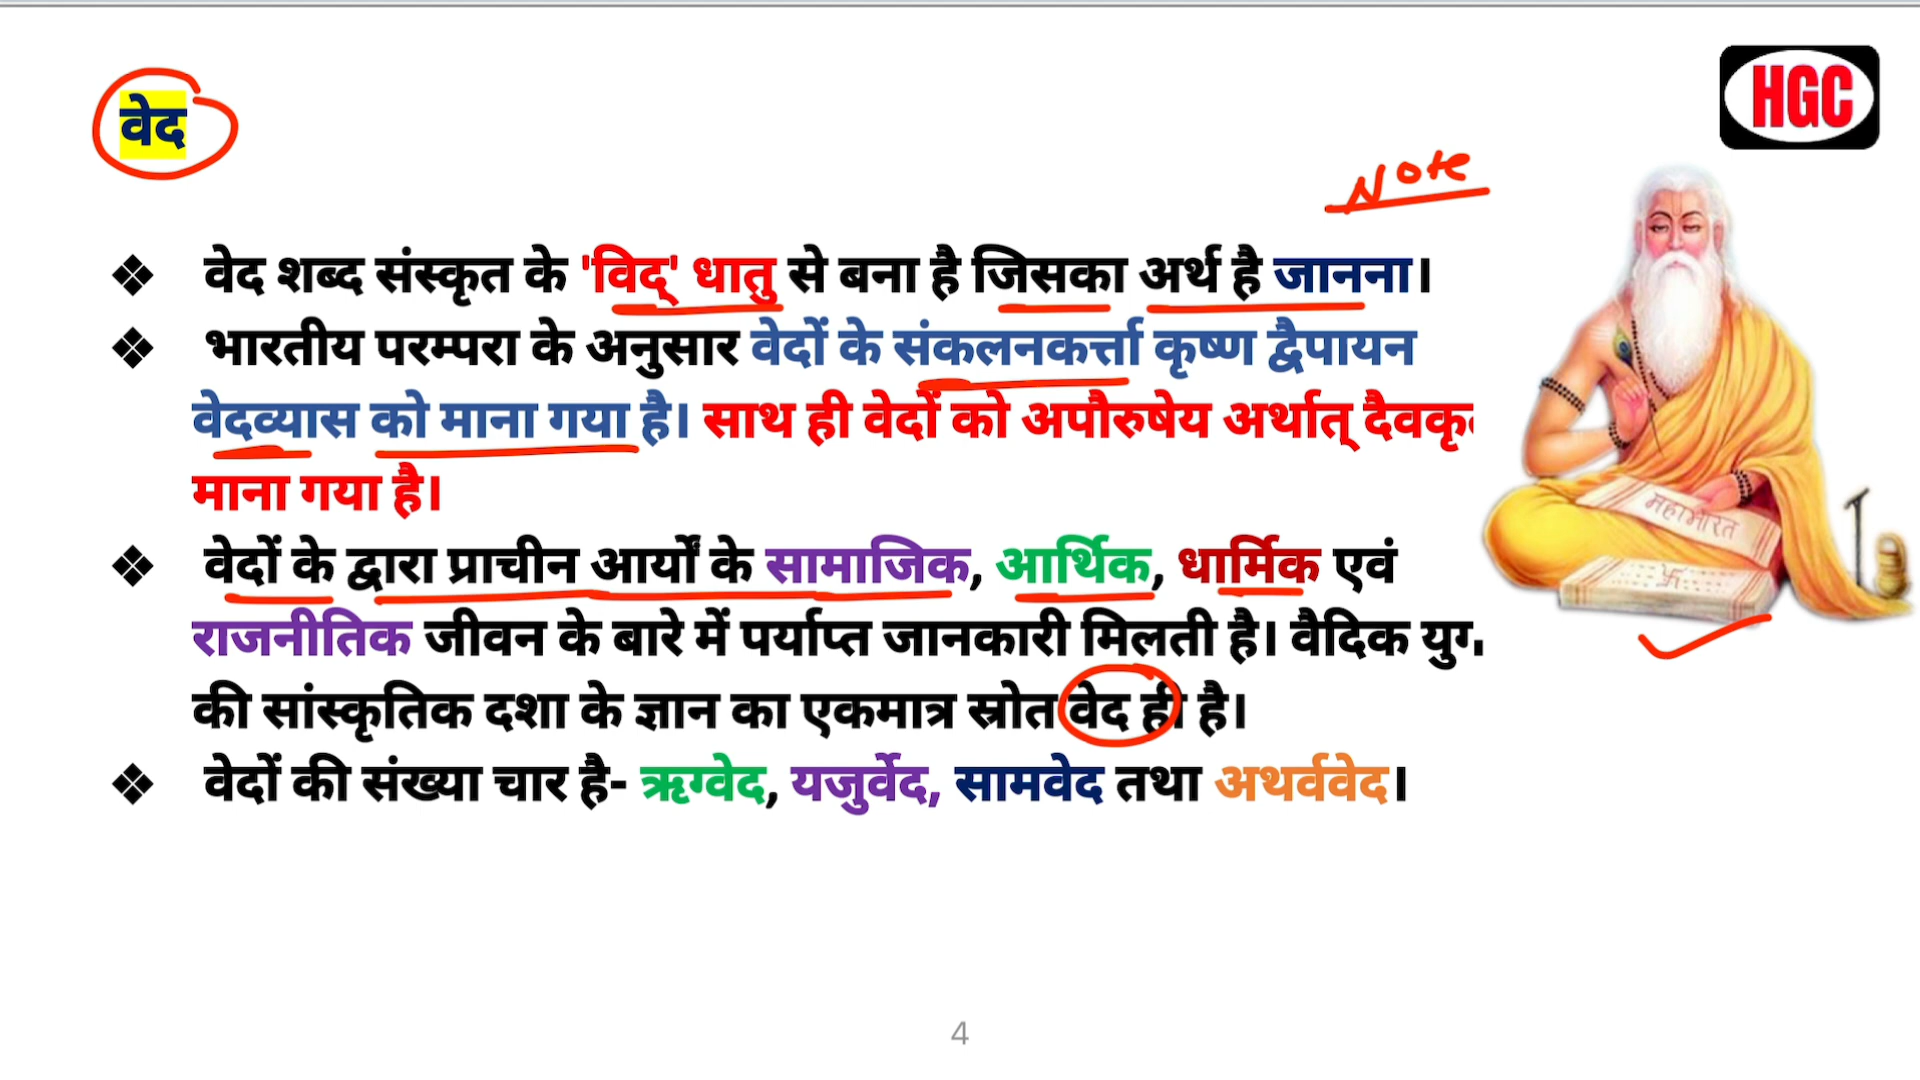 वेद
HGC
Note
❖ वेद शब्द संस्कृत के 'विद्' धातु से बना है जिसका अर्थ है जानना।
❖ भारतीय परम्परा के अनुसार वेदों के संकलनकर्त्ता कृष्ण द्वैपायन
वेदव्यास को माना गया है। साथ ही वेदों को अपौरुषेय अर्थात् दैवकृ
माना गया है।
❖ वेदों के द्वारा प्राचीन आर्यों के सामाजिक, आर्थिक, धार्मिक एवं
राजनीतिक जीवन के बारे में पर्याप्त जानकारी मिलती है। वैदिक युग
की सांस्कृतिक दशा के ज्ञान का एकमात्र स्रोत वेद ही है।
❖ वेदों की संख्या चार है- ऋग्वेद, यजुर्वेद, सामवेद तथा अथर्ववेद।
महाभारत
4